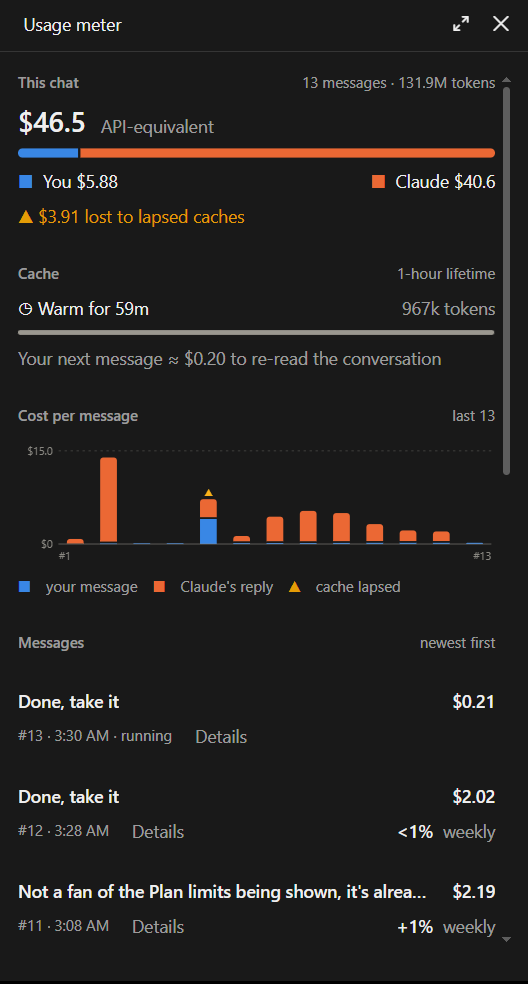 Usage meter
This chat
13 messages · 131.9M tokens
$46.5 API-equivalent
You $5.88
Claude $40.6
$3.91 lost to lapsed caches
Cache
1-hour lifetime
Warm for 59m
967k tokens
Your next message ≈ $0.20 to re-read the conversation
Cost per message
last 13
$15.0
$0
#1
#13
your message
Claude's reply
cache lapsed
Messages
newest first
Done, take it
$0.21
#13 · 3:30 AM · running
Details
Done, take it
$2.02
#12 · 3:28 AM
Details
<1% weekly
Not a fan of the Plan limits being shown, it's alrea...
$2.19
#11 · 3:08 AM
Details
+1% weekly